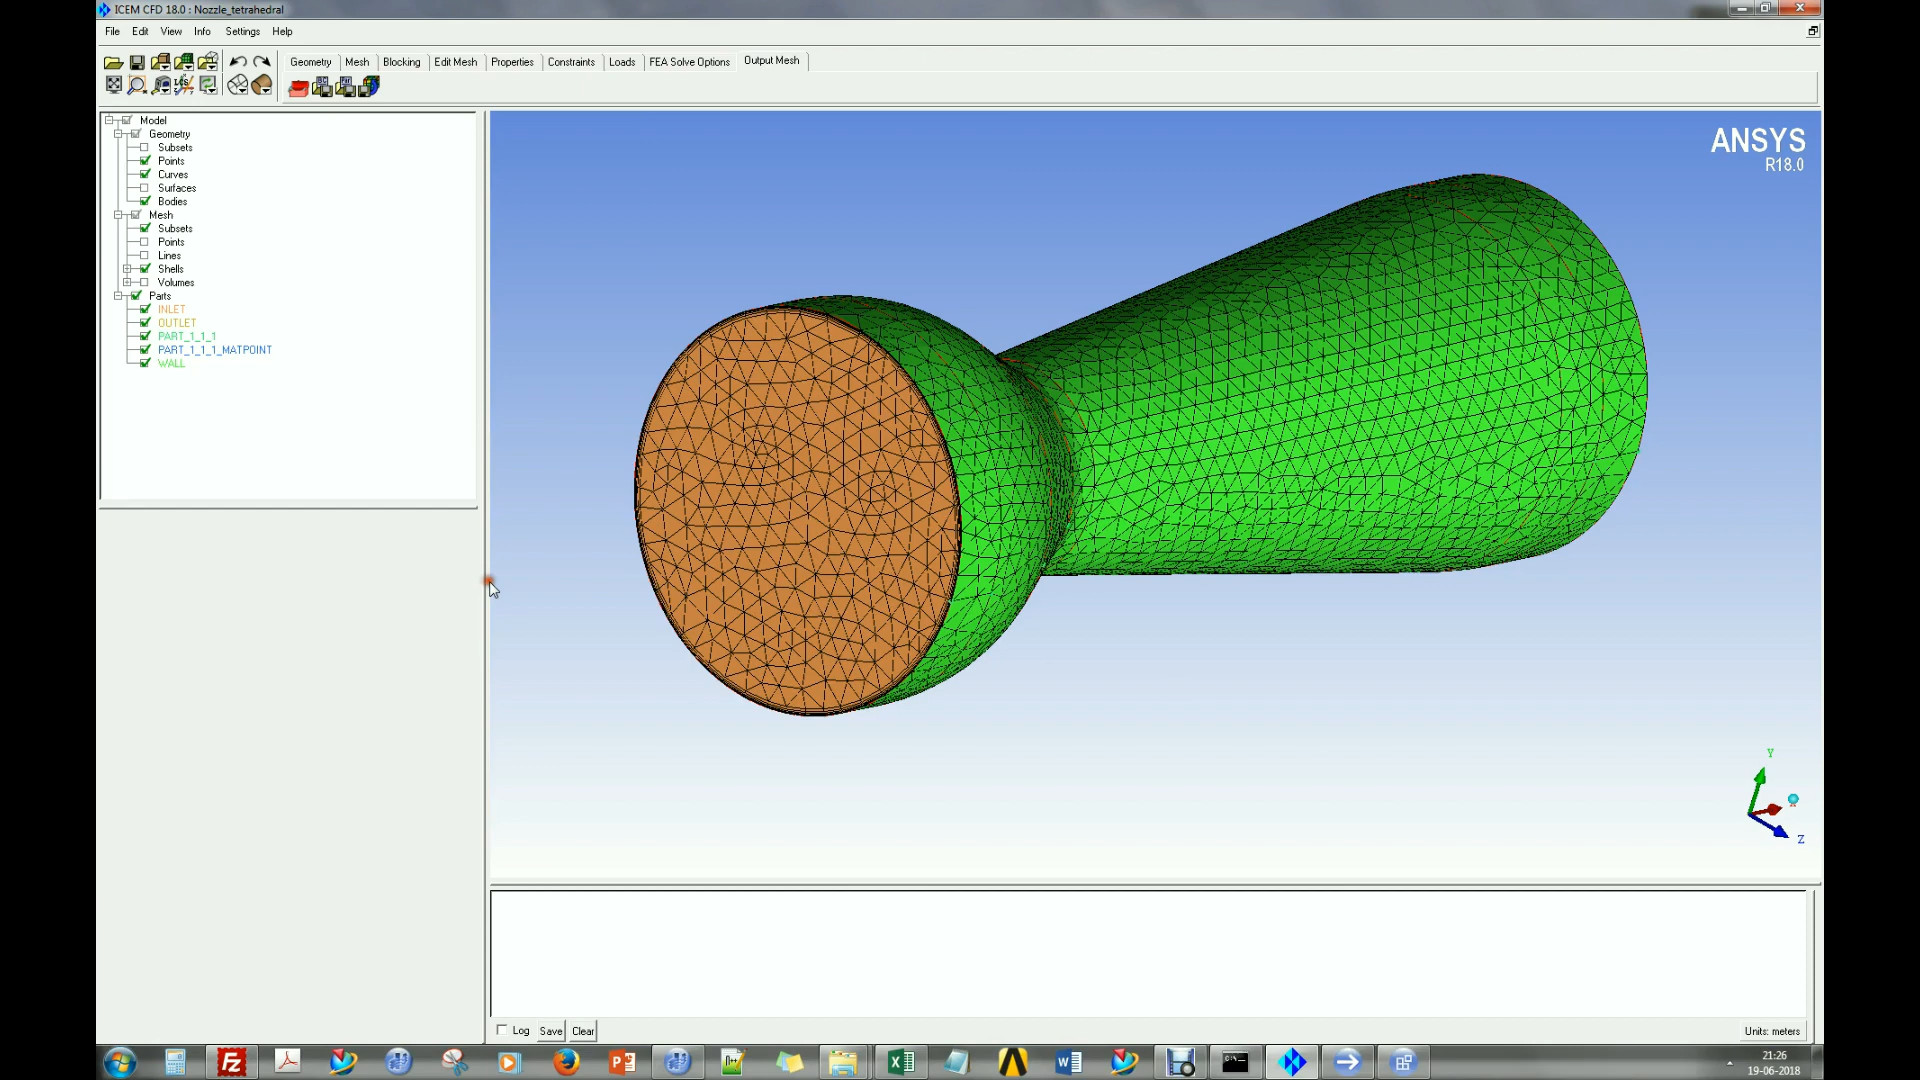 ICEM CFD 18.0 : Nozzle_tetrahedral
File Edit View Info Settings Help
Geometry Mesh Blocking Edit Mesh Properties Constraints Loads FEA Solve Options Output Mesh
Model
Geometry
Subsets
Points
Curves
Surfaces
Bodies
Mesh
Subsets
Points
Lines
Shells
Volumes
Parts
INLET
OUTLET
PART_1_1_1
PART_1_1_1_MATPOINT
WALL
ANSYS
R18.0
Y
Z
Log Save Clear
Units: meters
21:26
19-06-2018